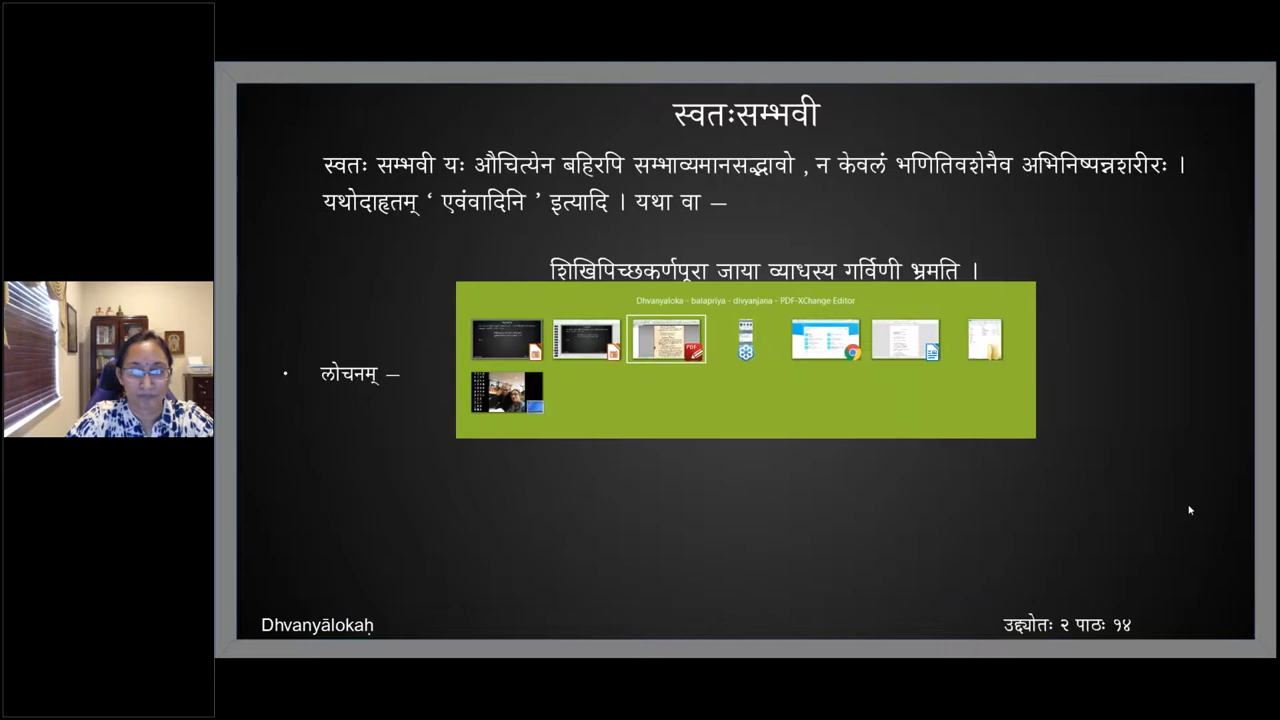 स्वतःसम्भवी
स्वतः सम्भवी यः औचित्येन बहिरपि सम्भाव्यमानसद्भावो , न केवलं भणितिवशेनैव अभिनिष्पन्नशरीरः ।
यथोदाहृतम् ‘ एवंवादिनि ’ इत्यादि । यथा वा –
शिखिपिच्छकर्णपूरा जाया व्याधस्य गर्विणी भ्रमति ।
Dhvanyaloka - balapriya - divyanjana - PDF-XChange Editor
PDF
• लोचनम् –
Dhvanyālokaḥ
उद्द्योतः २ पाठः १४